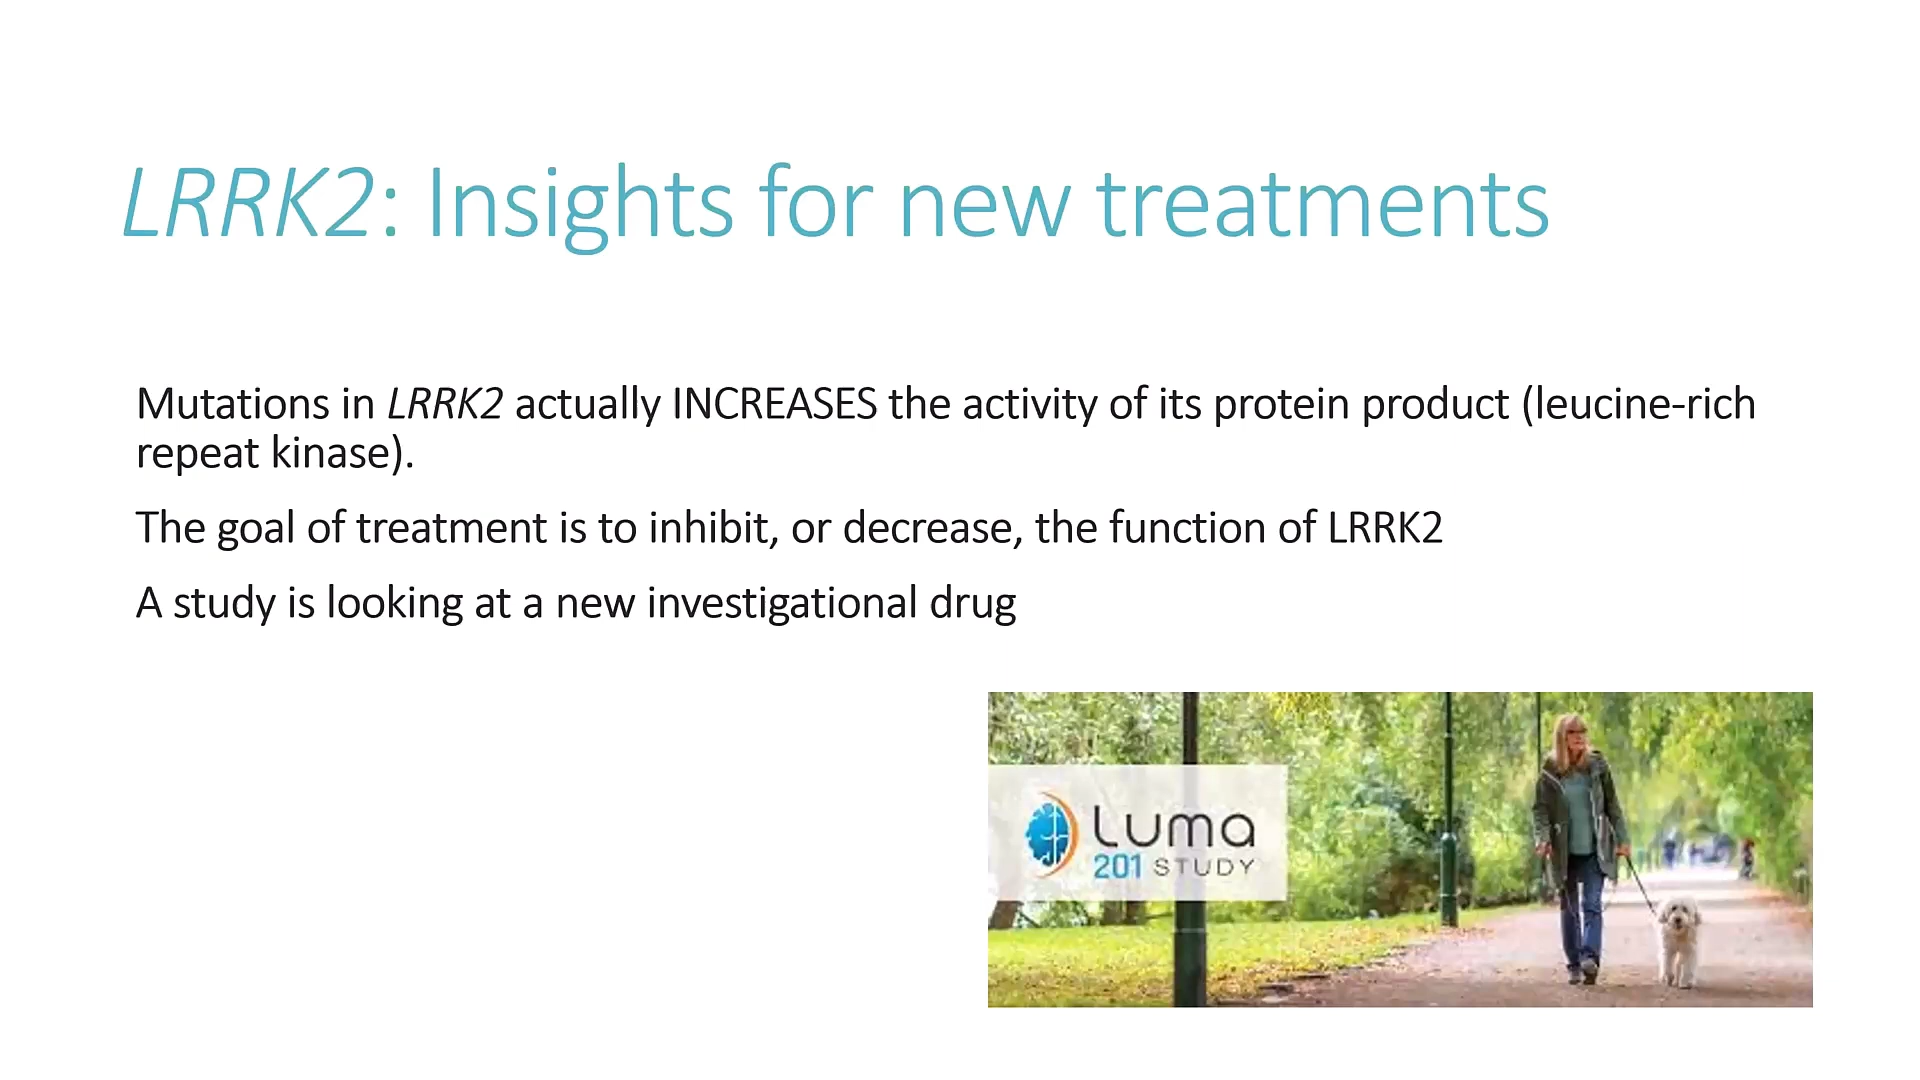 LRRK2: Insights for new treatments
Mutations in LRRK2 actually INCREASES the activity of its protein product (leucine-rich
repeat kinase).
The goal of treatment is to inhibit, or decrease, the function of LRRK2
A study is looking at a new investigational drug
Luma
201 STUDY